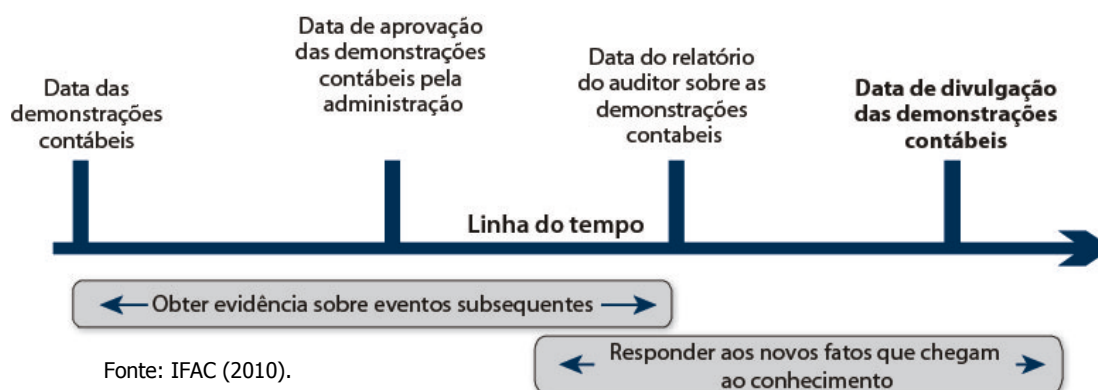 Data das
demonstrações
contábeis
Data de aprovação
das demonstrações
contábeis pela
administração
Data do relatório
do auditor sobre as
demonstrações
contabeis
Data de divulgação
das demonstrações
contábeis
Linha do tempo
Obter evidência sobre eventos subsequentes
Responder aos novos fatos que chegam
ao conhecimento
Fonte: IFAC (2010).